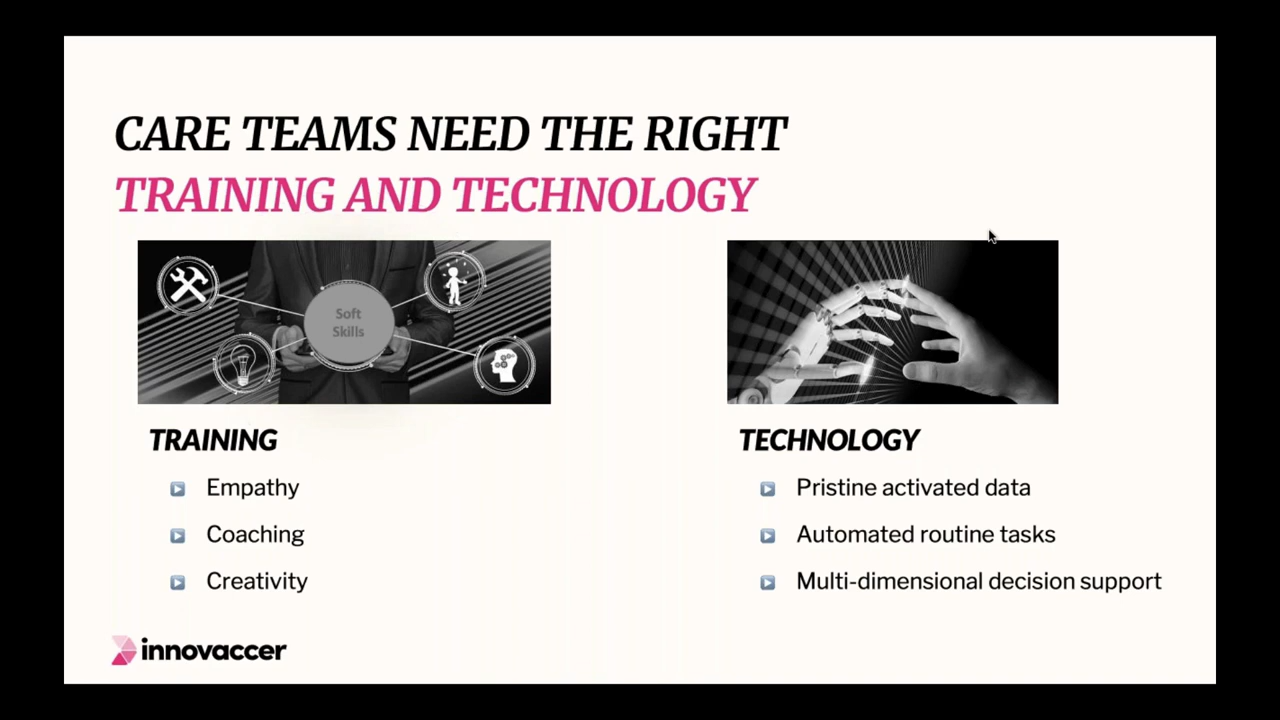 CARE TEAMS NEED THE RIGHT
TRAINING AND TECHNOLOGY
Soft
Skills
TRAINING
Empathy
Coaching
Creativity
TECHNOLOGY
Pristine activated data
Automated routine tasks
Multi-dimensional decision support
innovaccer